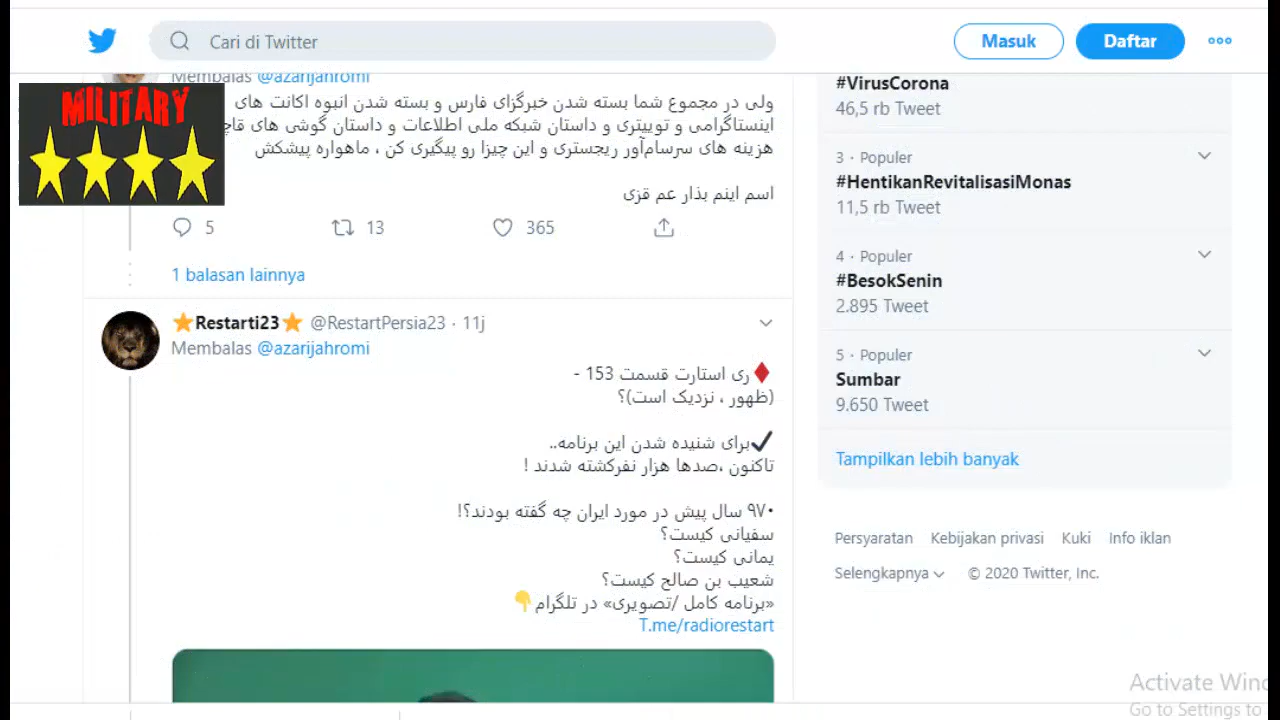 Cari di Twitter
Masuk
Daftar
MILITARY
Membalas @azarijahromi
ولی در مجموع شما بسته شدن خبرگزای فارس و بسته شدن انبوه اکانت های
اینستاگرامی و توییتری و داستان شبکه ملی اطلاعات و داستان گوشی های
هزینه های سرسام‌آور ریجستری و این چیزا رو پیگیری کن ، ماهواره پیشکش
اسم اینم بذار عم قزی
5 13 365
1 balasan lainnya
Restarti23 @RestartPersia23 · 11j
Membalas @azarijahromi
ری استارت قسمت 153 -
(ظهور ، نزدیک است)؟
برای شنیده شدن این برنامه..
تاکنون ،صدها هزار نفرکشته شدند !
•۹۷ سال پیش در مورد ایران چه گفته بودند؟!
سفیانی کیست؟
یمانی کیست؟
شعیب بن صالح کیست؟
«برنامه کامل /تصویری» در تلگرام
T.me/radiorestart
#VirusCorona
46,5 rb Tweet
3 · Populer
#HentikanRevitalisasiMonas
11,5 rb Tweet
4 · Populer
#BesokSenin
2.895 Tweet
5 · Populer
Sumbar
9.650 Tweet
Tampilkan lebih banyak
Persyaratan Kebijakan privasi Kuki Info iklan
Selengkapnya © 2020 Twitter, Inc.
Activate Win
Go to Settings to